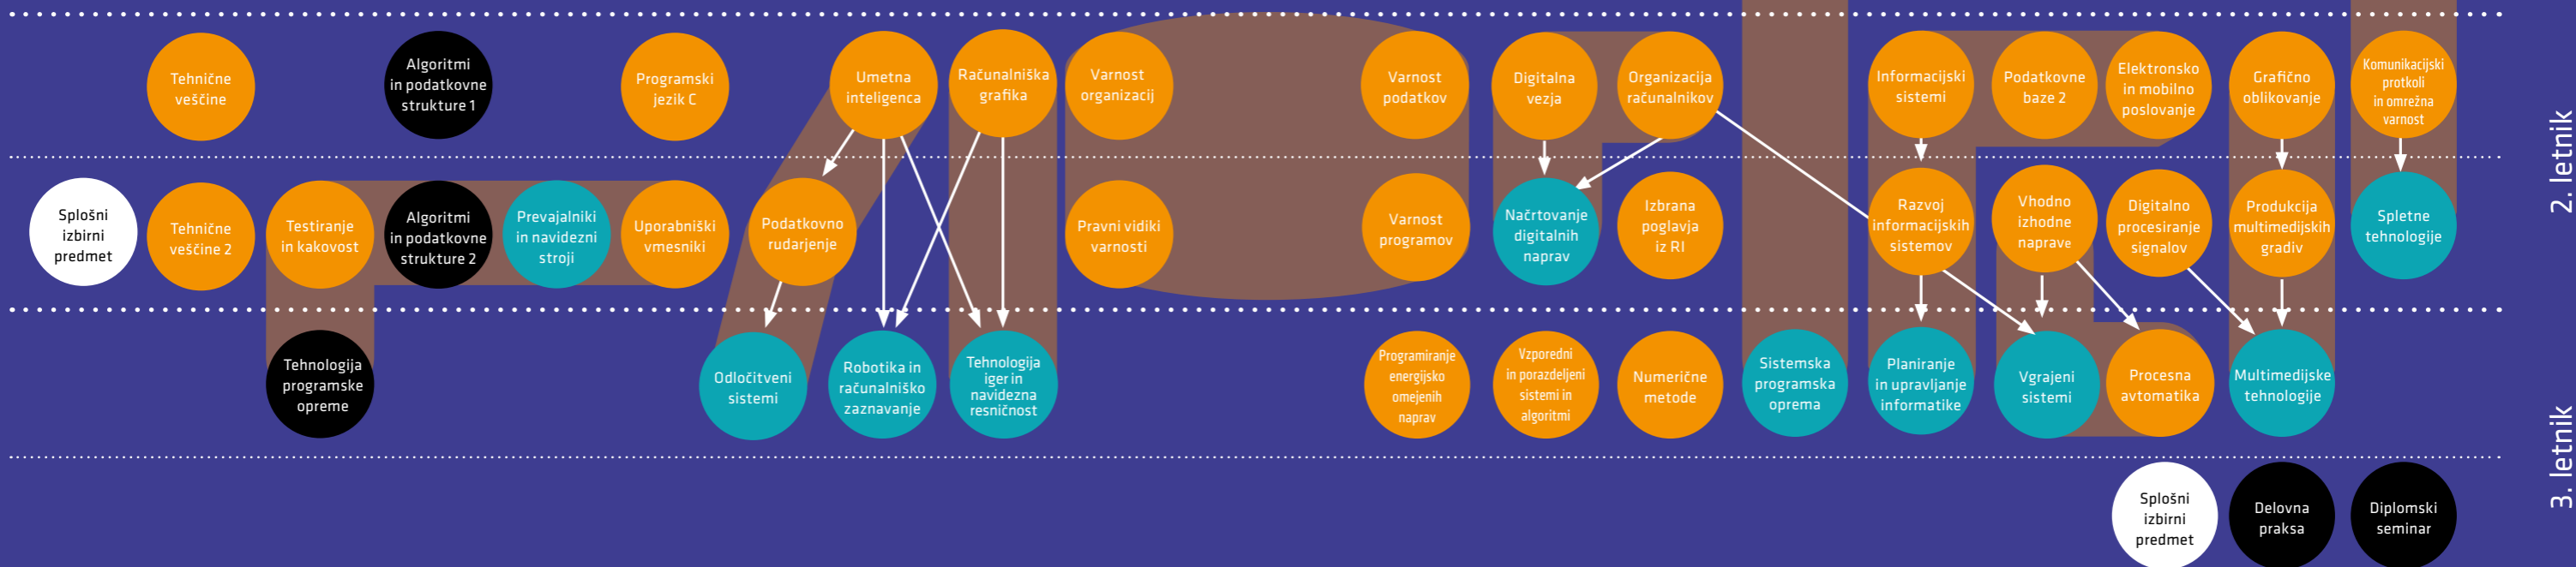 Tehnične
veščine
Algoritmi
in podatkovne
strukture 1
Programski
jezik C
Umetna
inteligenca
Računalniška
grafika
Varnost
organizacij
Varnost
podatkov
Digitalna
vezja
Organizacija
računalnikov
Informacijski
sistemi
Podatkovne
baze 2
Elektronsko
in mobilno
poslovanje
Grafično
oblikovanje
Komunikacijski
protkoli
in omrežna
varnost
2. letnik
Splošni
izbirni
predmet
Tehnične
veščine 2
Testiranje
in kakovost
Algoritmi
in podatkovne
strukture 2
Prevajalniki
in navidezni
stroji
Uporabniški
vmesniki
Podatkovno
rudarjenje
Pravni vidiki
varnosti
Varnost
programov
Načrtovanje
digitalnih
naprav
Izbrana
poglavja
iz RI
Razvoj
informacijskih
sistemov
Vhodno
izhodne
naprave
Digitalno
procesiranje
signalov
Produkcija
multimedijskih
gradiv
Spletne
tehnologije
Tehnologija
programske
opreme
Odločitveni
sistemi
Robotika in
računalniško
zaznavanje
Tehnologija
iger in
navidezna
resničnost
Programiranje
energijsko
omejenih
naprav
Vzporedni
in porazdeljeni
sistemi in
algoritmi
Numerične
metode
Sistemska
programska
oprema
Planiranje
in upravljanje
informatike
Vgrajeni
sistemi
Procesna
avtomatika
Multimedijske
tehnologije
3. letnik
Splošni
izbirni
predmet
Delovna
praksa
Diplomski
seminar